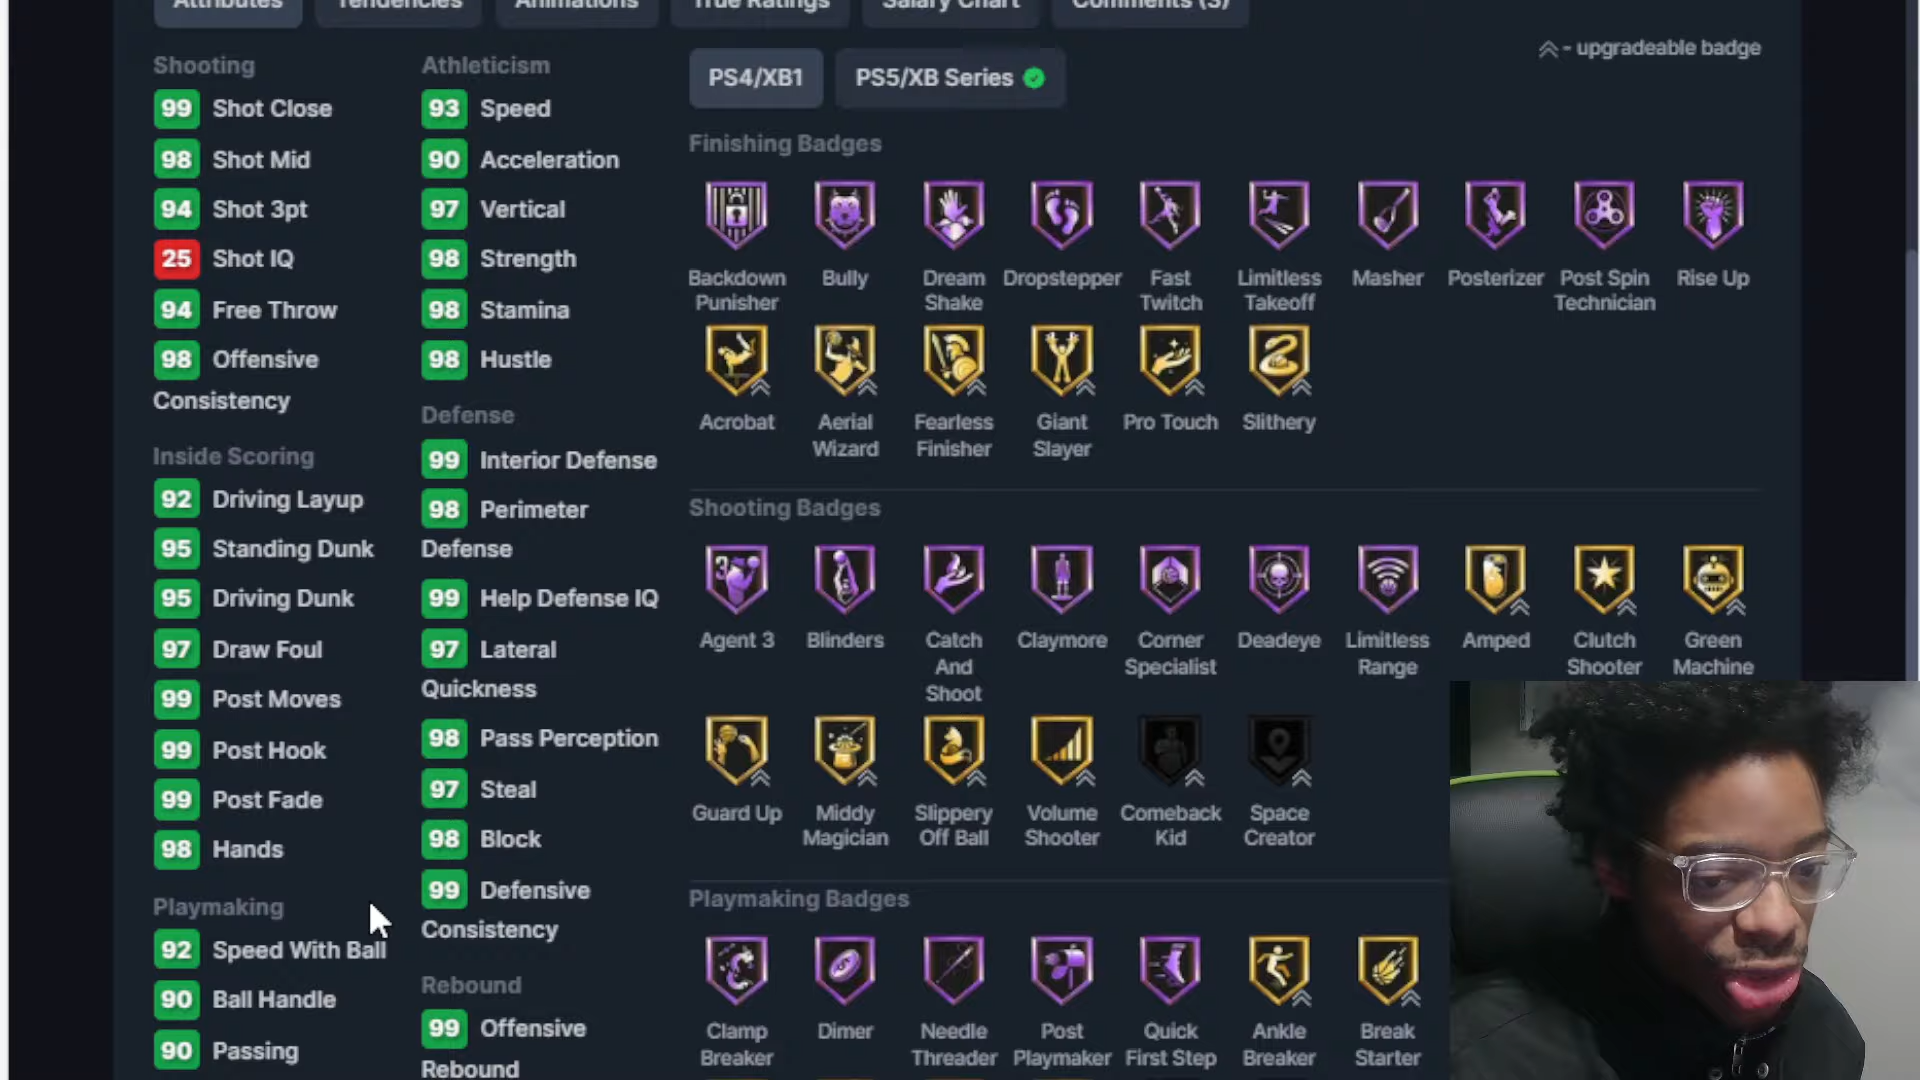 Attributes
Tendencies
Animations
True Ratings
Salary Chart
Comments (3)
- upgradeable badge
PS4/XB1
PS5/XB Series
Shooting
99 Shot Close
98 Shot Mid
94 Shot 3pt
25 Shot IQ
94 Free Throw
98 Offensive
Consistency
Inside Scoring
92 Driving Layup
95 Standing Dunk
95 Driving Dunk
97 Draw Foul
99 Post Moves
99 Post Hook
99 Post Fade
98 Hands
Playmaking
92 Speed With Ball
90 Ball Handle
90 Passing
Athleticism
93 Speed
90 Acceleration
97 Vertical
98 Strength
98 Stamina
98 Hustle
Defense
99 Interior Defense
98 Perimeter
Defense
99 Help Defense IQ
97 Lateral
Quickness
98 Pass Perception
97 Steal
98 Block
99 Defensive
Consistency
Rebound
99 Offensive
Rebound
Finishing Badges
Backdown
Punisher
Bully
Dream
Shake
Dropstepper
Fast
Twitch
Limitless
Takeoff
Masher
Posterizer
Post Spin
Technician
Rise Up
Acrobat
Aerial
Wizard
Fearless
Finisher
Giant
Slayer
Pro Touch
Slithery
Shooting Badges
3
Agent 3
Blinders
Catch
And
Shoot
Claymore
Corner
Specialist
Deadeye
Limitless
Range
Amped
Clutch
Shooter
Green
Machine
Guard Up
Middy
Magician
Slippery
Off Ball
Volume
Shooter
Comeback
Kid
Space
Creator
Playmaking Badges
Clamp
Breaker
Dimer
Needle
Threader
Post
Playmaker
Quick
First Step
Ankle
Breaker
Break
Starter